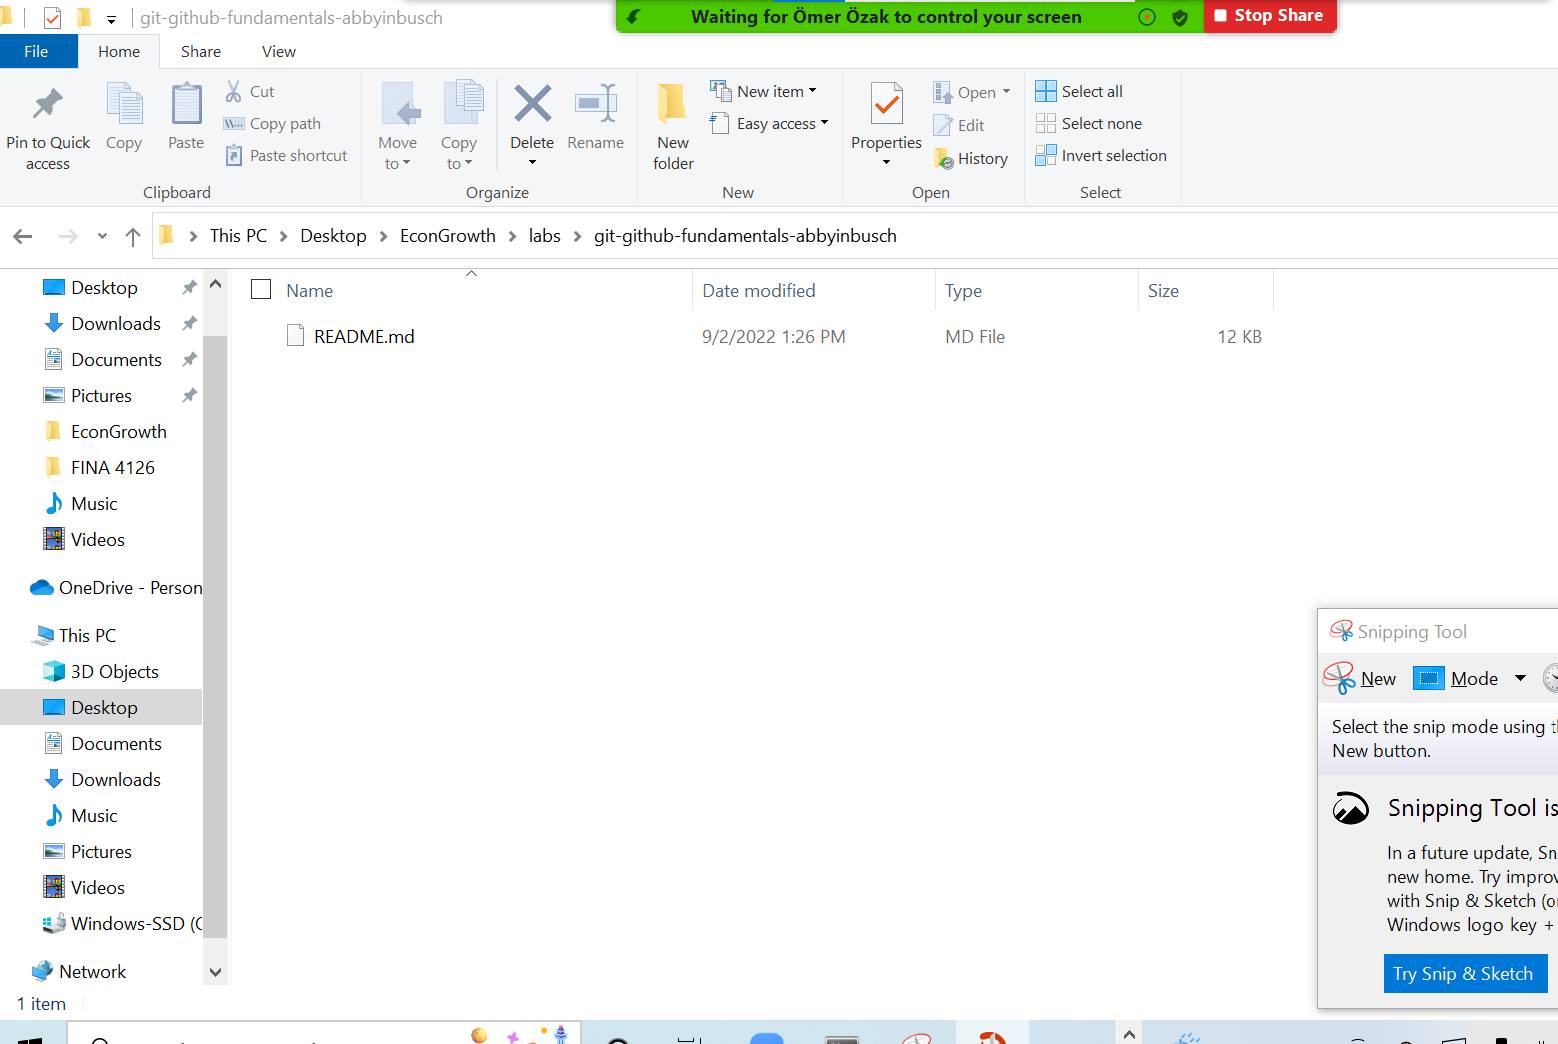 git-github-fundamentals-abbyinbusch
Waiting for Ömer Özak to control your screen
Stop Share
File Home Share View
Pin to Quick access
Copy
Paste
Cut
Copy path
Paste shortcut
Clipboard
Move to
Copy to
Delete
Rename
Organize
New folder
New item
Easy access
New
Properties
Open
Edit
History
Open
Select all
Select none
Invert selection
Select
This PC > Desktop > EconGrowth > labs > git-github-fundamentals-abbyinbusch
Desktop
Downloads
Documents
Pictures
EconGrowth
FINA 4126
Music
Videos
OneDrive - Person
This PC
3D Objects
Desktop
Documents
Downloads
Music
Pictures
Videos
Windows-SSD (C
Network
Name Date modified Type Size
README.md 9/2/2022 1:26 PM MD File 12 KB
1 item
Snipping Tool
New Mode
Select the snip mode using
New button.
Snipping Tool is
In a future update, Sn
new home. Try improv
with Snip & Sketch (or
Windows logo key +
Try Snip & Sketch